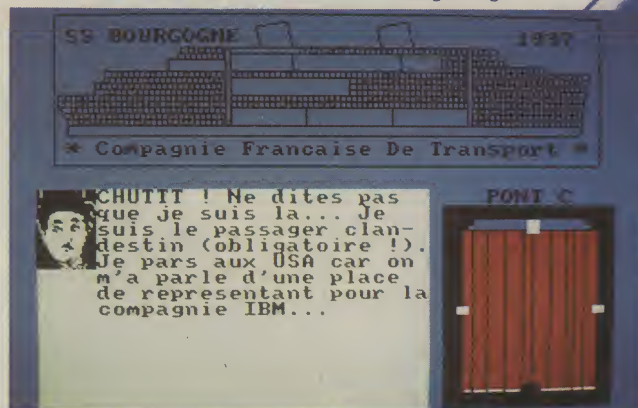 SS BOURGOGNE 1937
* Compagnie Francaise De Transport *
CHUTTT ! Ne dites pas
que je suis la... Je
suis le passager clan-
destin (obligatoire !).
Je pars aux USA car on
m'a parle d'une place
de representant pour la
compagnie IBM...
PONT C